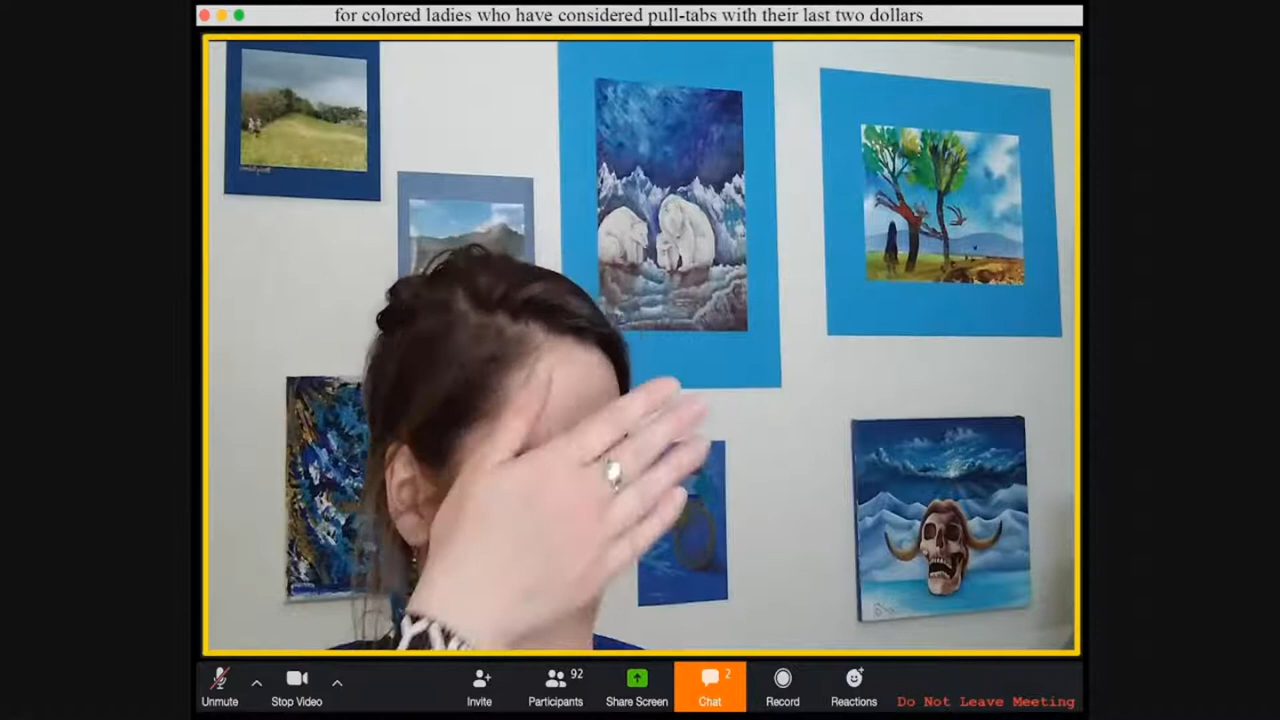 for colored ladies who have considered pull-tabs with their last two dollars
92
2
Unmute
Stop Video
Invite
Participants
Share Screen
Chat
Record
Reactions
Do Not Leave Meeting